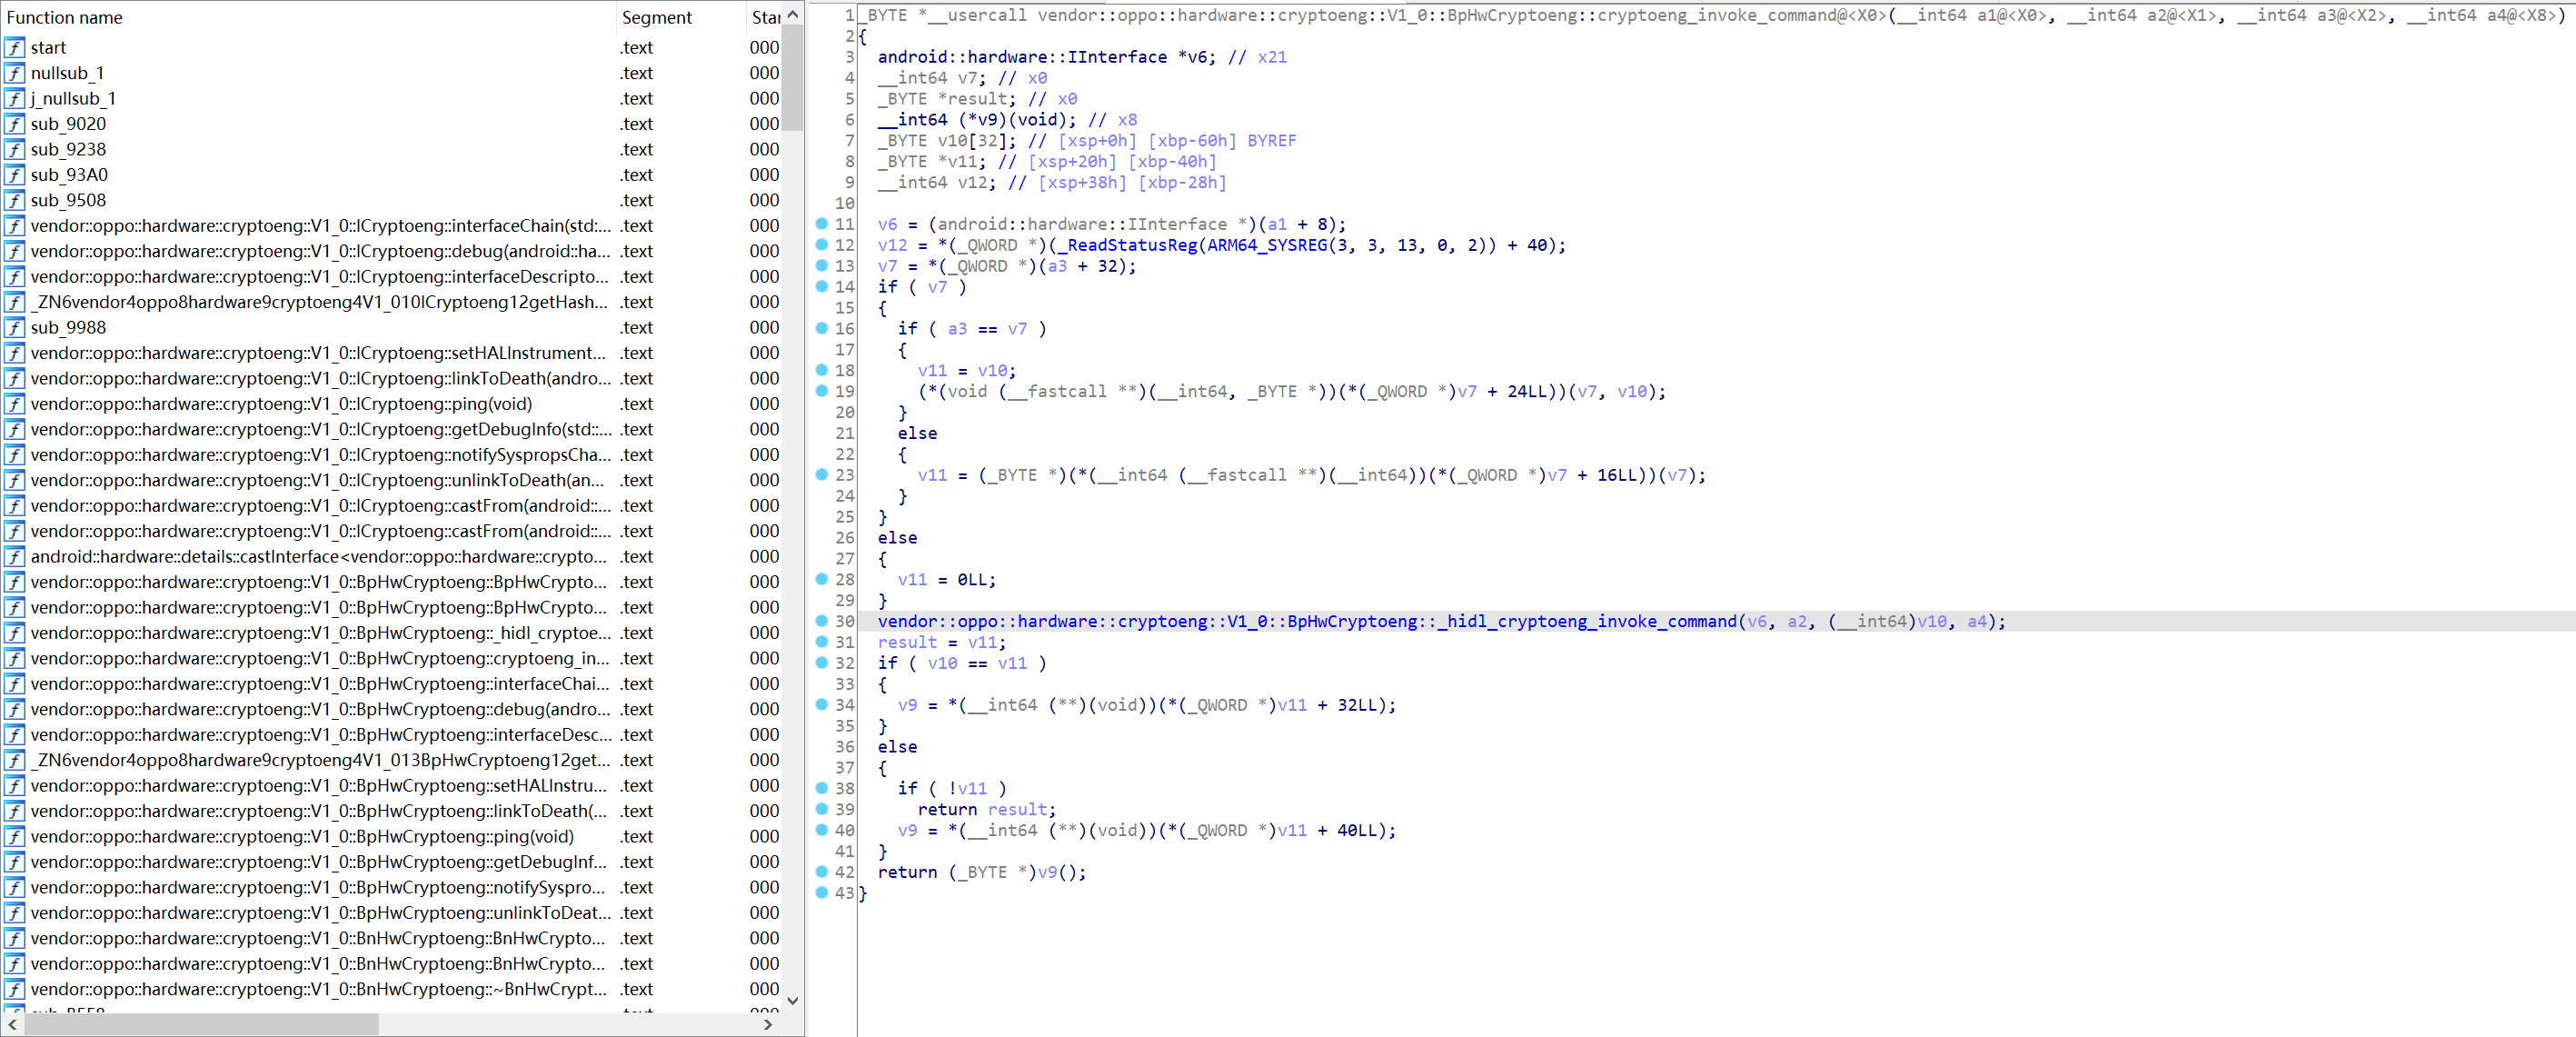 Function name Segment Star
start .text 000
nullsub_1 .text 000
j_nullsub_1 .text 000
sub_9020 .text 000
sub_9238 .text 000
sub_93A0 .text 000
sub_9508 .text 000
vendor::oppo::hardware::cryptoeng::V1_0::ICryptoeng::interfaceChain(std:... .text 000
vendor::oppo::hardware::cryptoeng::V1_0::ICryptoeng::debug(android::ha... .text 000
vendor::oppo::hardware::cryptoeng::V1_0::ICryptoeng::interfaceDescripto... .text 000
_ZN6vendor4oppo8hardware9cryptoeng4V1_010ICryptoeng12getHash... .text 000
sub_9988 .text 000
vendor::oppo::hardware::cryptoeng::V1_0::ICryptoeng::setHALInstrument... .text 000
vendor::oppo::hardware::cryptoeng::V1_0::ICryptoeng::linkToDeath(andro... .text 000
vendor::oppo::hardware::cryptoeng::V1_0::ICryptoeng::ping(void) .text 000
vendor::oppo::hardware::cryptoeng::V1_0::ICryptoeng::getDebugInfo(std::... .text 000
vendor::oppo::hardware::cryptoeng::V1_0::ICryptoeng::notifySyspropsCha... .text 000
vendor::oppo::hardware::cryptoeng::V1_0::ICryptoeng::unlinkToDeath(an... .text 000
vendor::oppo::hardware::cryptoeng::V1_0::ICryptoeng::castFrom(android::... .text 000
vendor::oppo::hardware::cryptoeng::V1_0::ICryptoeng::castFrom(android::... .text 000
android::hardware::details::castInterface<vendor::oppo::hardware::crypto... .text 000
vendor::oppo::hardware::cryptoeng::V1_0::BpHwCryptoeng::BpHwCrypto... .text 000
vendor::oppo::hardware::cryptoeng::V1_0::BpHwCryptoeng::BpHwCrypto... .text 000
vendor::oppo::hardware::cryptoeng::V1_0::BpHwCryptoeng::_hidl_cryptoe... .text 000
vendor::oppo::hardware::cryptoeng::V1_0::BpHwCryptoeng::cryptoeng_in... .text 000
vendor::oppo::hardware::cryptoeng::V1_0::BpHwCryptoeng::interfaceChai... .text 000
vendor::oppo::hardware::cryptoeng::V1_0::BpHwCryptoeng::debug(andro... .text 000
vendor::oppo::hardware::cryptoeng::V1_0::BpHwCryptoeng::interfaceDesc... .text 000
_ZN6vendor4oppo8hardware9cryptoeng4V1_013BpHwCryptoeng12get... .text 000
vendor::oppo::hardware::cryptoeng::V1_0::BpHwCryptoeng::setHALInstru... .text 000
vendor::oppo::hardware::cryptoeng::V1_0::BpHwCryptoeng::linkToDeath(... .text 000
vendor::oppo::hardware::cryptoeng::V1_0::BpHwCryptoeng::ping(void) .text 000
vendor::oppo::hardware::cryptoeng::V1_0::BpHwCryptoeng::getDebugInf... .text 000
vendor::oppo::hardware::cryptoeng::V1_0::BpHwCryptoeng::notifySyspro... .text 000
vendor::oppo::hardware::cryptoeng::V1_0::BpHwCryptoeng::unlinkToDeat... .text 000
vendor::oppo::hardware::cryptoeng::V1_0::BnHwCryptoeng::BnHwCrypto... .text 000
vendor::oppo::hardware::cryptoeng::V1_0::BnHwCryptoeng::BnHwCrypto... .text 000
vendor::oppo::hardware::cryptoeng::V1_0::BnHwCryptoeng::~BnHwCrypt... .text 000
1 _BYTE *__usercall vendor::oppo::hardware::cryptoeng::V1_0::BpHwCryptoeng::cryptoeng_invoke_command@<X0>(__int64 a1@<X0>, __int64 a2@<X1>, __int64 a3@<X2>, __int64 a4@<X8>)
2 {
3 android::hardware::IInterface *v6; // x21
4 __int64 v7; // x0
5 _BYTE *result; // x0
6 __int64 (*v9)(void); // x8
7 _BYTE v10[32]; // [xsp+0h] [xbp-60h] BYREF
8 _BYTE *v11; // [xsp+20h] [xbp-40h]
9 __int64 v12; // [xsp+38h] [xbp-28h]
10
11 v6 = (android::hardware::IInterface *)(a1 + 8);
12 v12 = *(_QWORD *)(_ReadStatusReg(ARM64_SYSREG(3, 3, 13, 0, 2)) + 40);
13 v7 = *(_QWORD *)(a3 + 32);
14 if ( v7 )
15 {
16 if ( a3 == v7 )
17 {
18 v11 = v10;
19 (*(void (__fastcall **)(__int64, _BYTE *))(*(_QWORD *)v7 + 24LL))(v7, v10);
20 }
21 else
22 {
23 v11 = (_BYTE *)(*(__int64 (__fastcall **)(__int64))(*(_QWORD *)v7 + 16LL))(v7);
24 }
25 }
26 else
27 {
28 v11 = 0LL;
29 }
30 vendor::oppo::hardware::cryptoeng::V1_0::BpHwCryptoeng::_hidl_cryptoeng_invoke_command(v6, a2, (__int64)v10, a4);
31 result = v11;
32 if ( v10 == v11 )
33 {
34 v9 = *(__int64 (**)(void))(*(_QWORD *)v11 + 32LL);
35 }
36 else
37 {
38 if ( !v11 )
39 return result;
40 v9 = *(__int64 (**)(void))(*(_QWORD *)v11 + 40LL);
41 }
42 return (_BYTE *)v9();
43 }